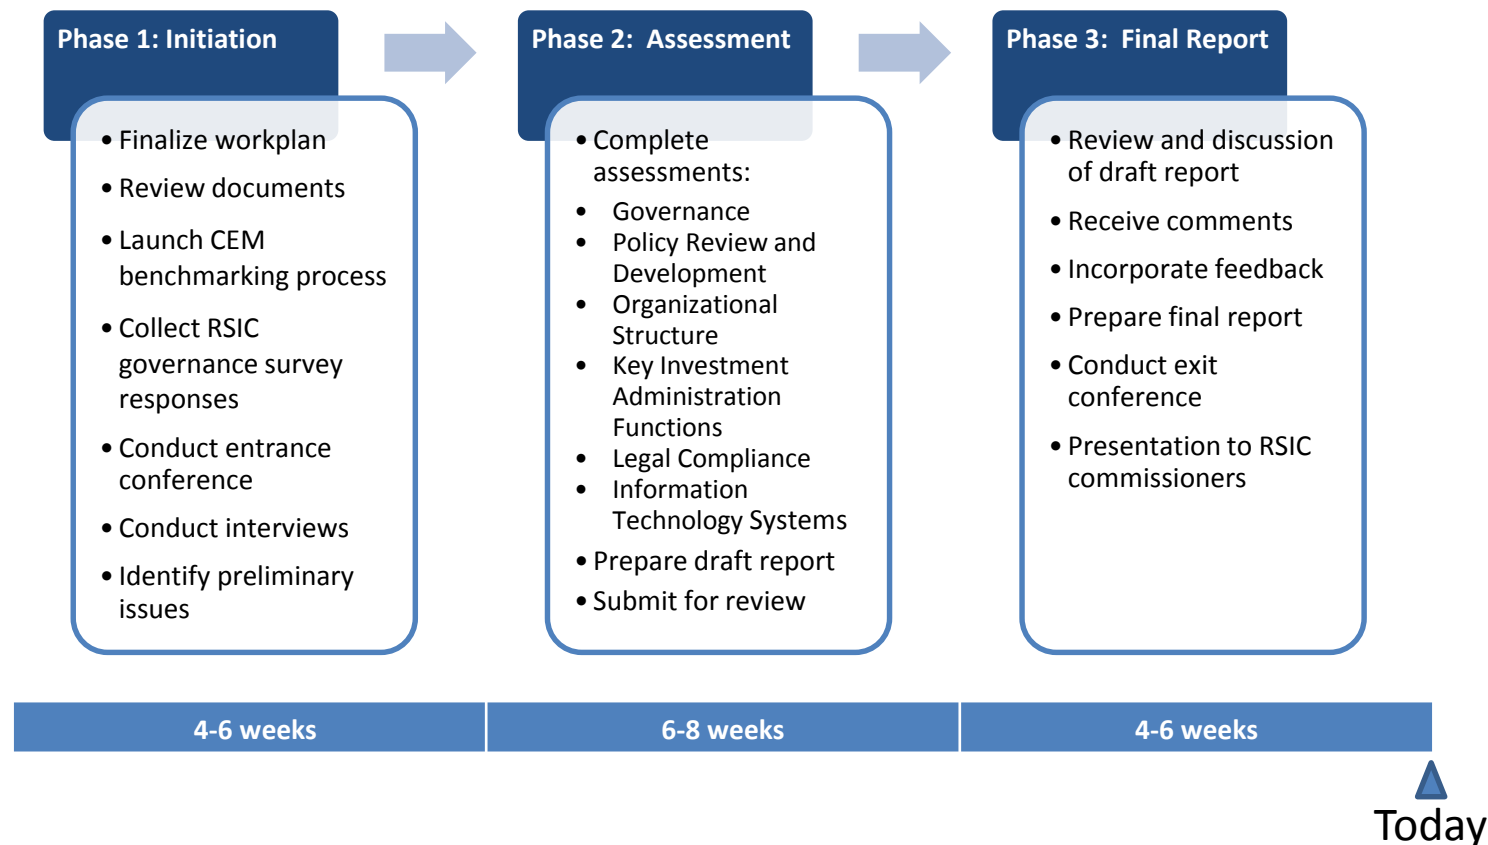 Phase 1: Initiation
• Finalize workplan
• Review documents
• Launch CEM
benchmarking process
• Collect RSIC
governance survey
responses
• Conduct entrance
conference
• Conduct interviews
• Identify preliminary
issues
Phase 2:  Assessment
• Complete
assessments:
• Governance
• Policy Review and
Development
• Organizational
Structure
• Key Investment
Administration
Functions
• Legal Compliance
• Information
Technology Systems
• Prepare draft report
• Submit for review
Phase 3:  Final Report
• Review and discussion
of draft report
• Receive comments
• Incorporate feedback
• Prepare final report
• Conduct exit
conference
• Presentation to RSIC
commissioners
4-6 weeks
6-8 weeks
4-6 weeks
Today